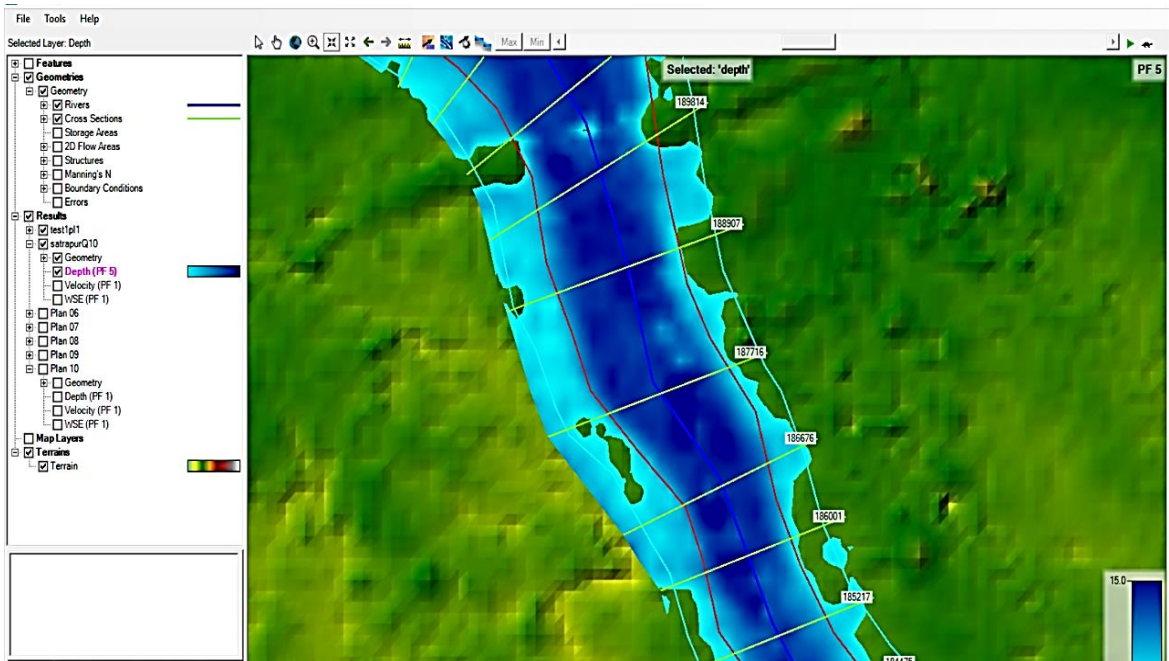 File Tools Help
Selected Layer: Depth
Max Min
Features
Geometries
Geometry
Rivers
Cross Sections
Storage Areas
2D Flow Areas
Structures
Manning's N
Boundary Conditions
Errors
Results
test1pl1
satrapurQ10
Geometry
Depth (PF 5)
Velocity (PF 1)
WSE (PF 1)
Plan 06
Plan 07
Plan 08
Plan 09
Plan 10
Geometry
Depth (PF 1)
Velocity (PF 1)
WSE (PF 1)
Map Layers
Terrains
Terrain
Selected: 'depth'
PF 5
189814
188907
187716
186676
186001
185217
15.0